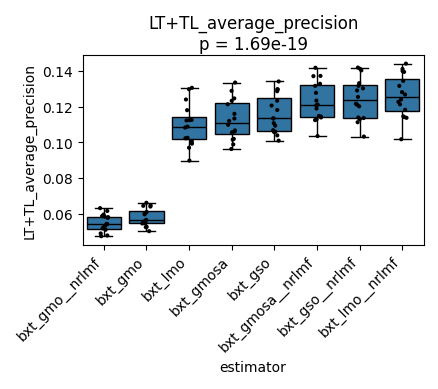 LT+TL_average_precision
p = 1.69e-19
LT+TL_average_precision
0.14
0.12
0.10
0.08
0.06
bxt_gmo__nrlmf
bxt_gmo
bxt_lmo
bxt_gmosa
bxt_gso
bxt_gmosa__nrlmf
bxt_gso__nrlmf
bxt_lmo__nrlmf
estimator